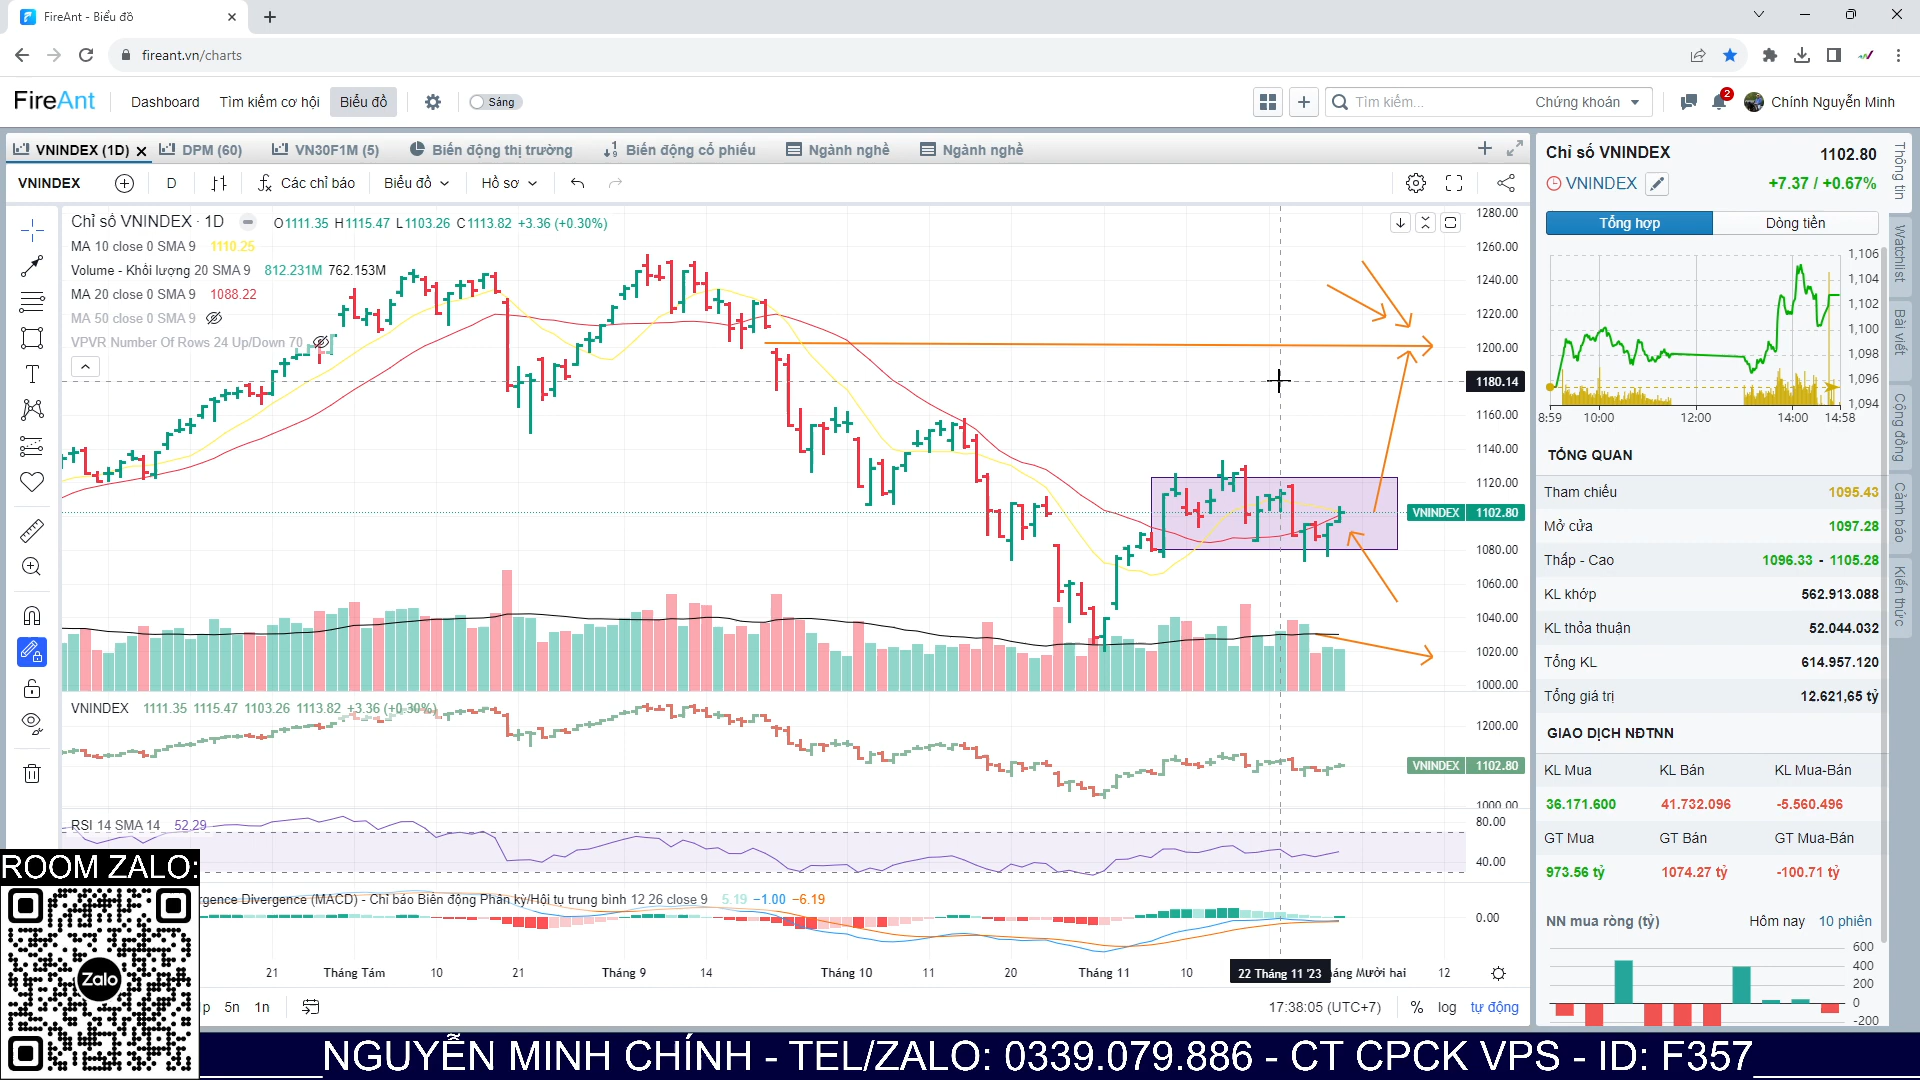 FireAnt - Biểu đồ
fireant.vn/charts
FireAnt
Dashboard
Tìm kiếm cơ hội
Biểu đồ
Sáng
Tìm kiếm...
Chứng khoán
2
Chính Nguyễn Minh
VNINDEX (1D)
DPM (60)
VN30F1M (5)
Biến động thị trường
Biến động cổ phiếu
Ngành nghề
Ngành nghề
VNINDEX
D
Các chỉ báo
Biểu đồ
Hồ sơ
Chỉ số VNINDEX · 1D
O1111.35 H1115.47 L1103.26 C1113.82 +3.36 (+0.30%)
MA 10 close 0 SMA 9 1110.25
Volume - Khối lượng 20 SMA 9 812.231M 762.153M
MA 20 close 0 SMA 9 1088.22
MA 50 close 0 SMA 9
VPVR Number Of Rows 24 Up/Down 70
1280.00
1260.00
1240.00
1220.00
1200.00
1180.14
1160.00
1140.00
1120.00
VNINDEX 1102.80
1080.00
1060.00
1040.00
1020.00
1000.00
VNINDEX 1111.35 1115.47 1103.26 1113.82 +3.36 (+0.30%)
1200.00
VNINDEX 1102.80
1000.00
RSI 14 SMA 14 52.29
80.00
40.00
rgence Divergence (MACD) - Chỉ báo Biến động Phân kỳ/Hội tụ trung bình 12 26 close 9 5.19 −1.00 −6.19
0.00
21
Tháng Tám
10
21
Tháng 9
14
Tháng 10
11
20
Tháng 11
10
22 Tháng 11 '23
áng Mười hai
12
5n
1n
17:38:05 (UTC+7)
%
log
tự động
Chỉ số VNINDEX
1102.80
VNINDEX
+7.37 / +0.67%
Tổng hợp
Dòng tiền
1,106
1,104
1,102
1,100
1,098
1,096
1,094
8:59
10:00
12:00
14:00
14:58
TỔNG QUAN
Tham chiếu 1095.43
Mở cửa 1097.28
Thấp - Cao 1096.33 - 1105.28
KL khớp 562.913.088
KL thỏa thuận 52.044.032
Tổng KL 614.957.120
Tổng giá trị 12.621,65 tỷ
GIAO DỊCH NĐTNN
KL Mua KL Bán KL Mua-Bán
36.171.600 41.732.096 -5.560.496
GT Mua GT Bán GT Mua-Bán
973.56 tỷ 1074.27 tỷ -100.71 tỷ
NN mua ròng (tỷ)
Hôm nay
10 phiên
600
400
200
0
-200
Thông tin
Watchlist
Bài viết
Cộng đồng
Cảnh báo
Kiến thức
ROOM ZALO:
Zalo
NGUYỄN MINH CHÍNH - TEL/ZALO: 0339.079.886 - CT CPCK VPS - ID: F357